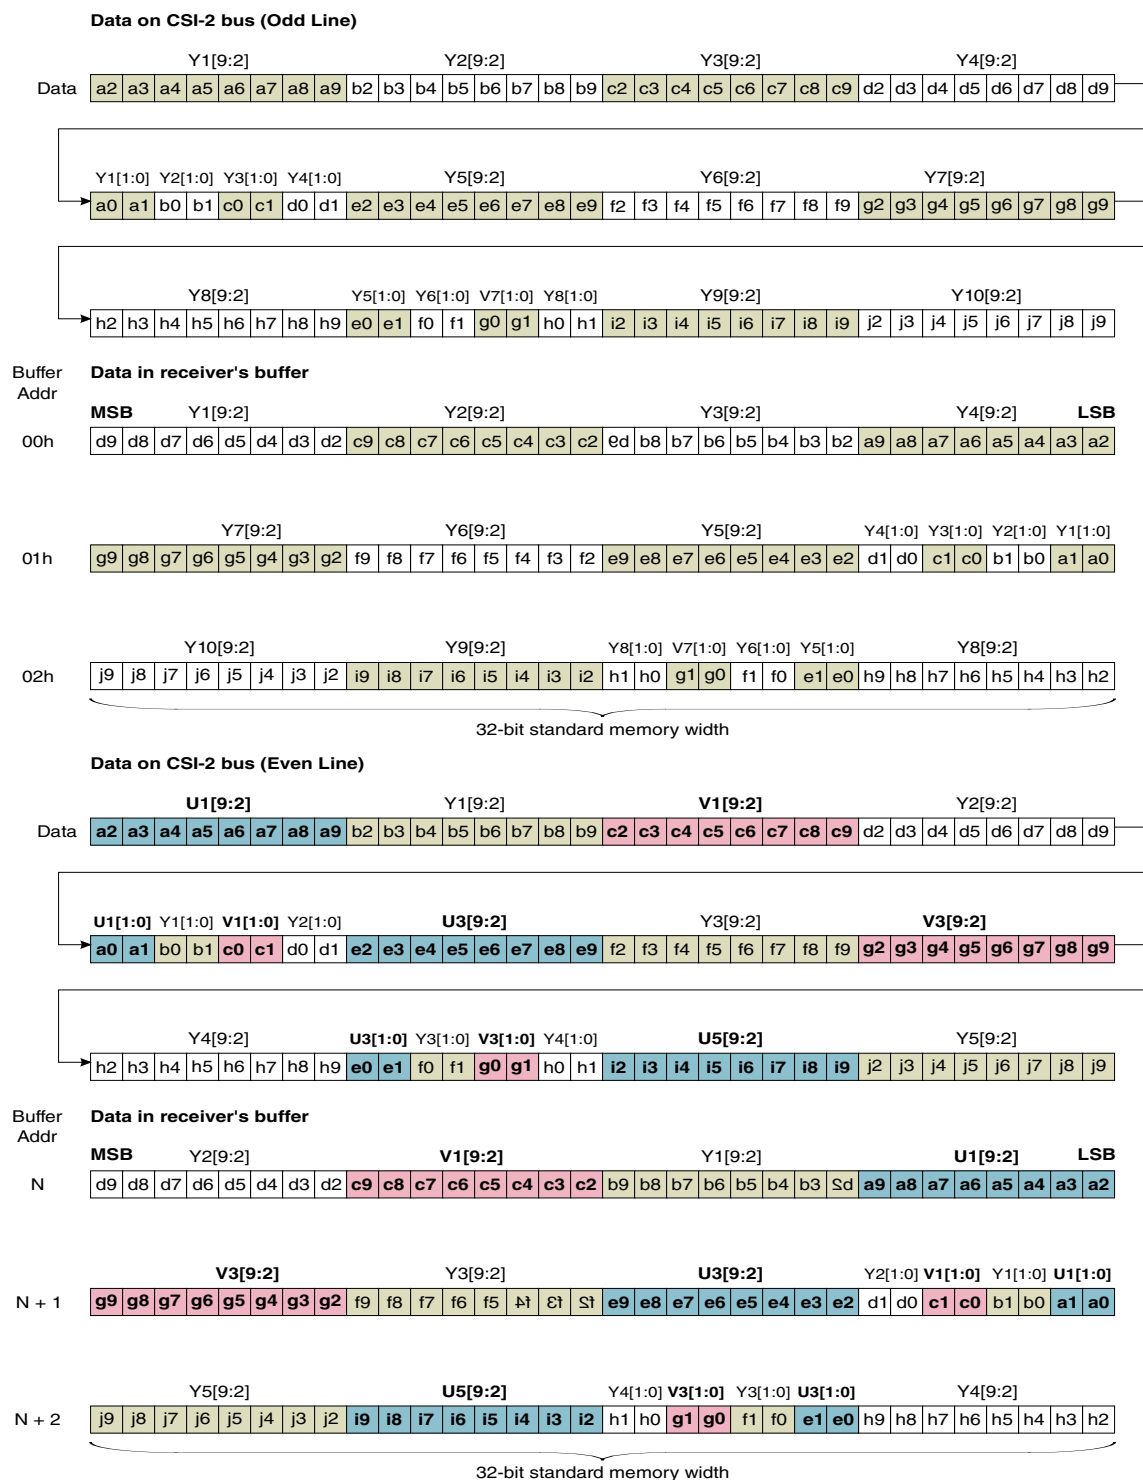 Data on CSI-2 bus (Odd Line)
Y1[9:2] Y2[9:2] Y3[9:2] Y4[9:2]
Data a2 a3 a4 a5 a6 a7 a8 a9 b2 b3 b4 b5 b6 b7 b8 b9 c2 c3 c4 c5 c6 c7 c8 c9 d2 d3 d4 d5 d6 d7 d8 d9
Y1[1:0] Y2[1:0] Y3[1:0] Y4[1:0] Y5[9:2] Y6[9:2] Y7[9:2]
a0 a1 b0 b1 c0 c1 d0 d1 e2 e3 e4 e5 e6 e7 e8 e9 f2 f3 f4 f5 f6 f7 f8 f9 g2 g3 g4 g5 g6 g7 g8 g9
Y8[9:2] Y5[1:0] Y6[1:0] V7[1:0] Y8[1:0] Y9[9:2] Y10[9:2]
h2 h3 h4 h5 h6 h7 h8 h9 e0 e1 f0 f1 g0 g1 h0 h1 i2 i3 i4 i5 i6 i7 i8 i9 j2 j3 j4 j5 j6 j7 j8 j9
Buffer Addr Data in receiver's buffer
MSB Y1[9:2] Y2[9:2] Y3[9:2] Y4[9:2] LSB
00h d9 d8 d7 d6 d5 d4 d3 d2 c9 c8 c7 c6 c5 c4 c3 c2 b9 b8 b7 b6 b5 b4 b3 b2 a9 a8 a7 a6 a5 a4 a3 a2
Y7[9:2] Y6[9:2] Y5[9:2] Y4[1:0] Y3[1:0] Y2[1:0] Y1[1:0]
01h g9 g8 g7 g6 g5 g4 g3 g2 f9 f8 f7 f6 f5 f4 f3 f2 e9 e8 e7 e6 e5 e4 e3 e2 d1 d0 c1 c0 b1 b0 a1 a0
Y10[9:2] Y9[9:2] Y8[1:0] V7[1:0] Y6[1:0] Y5[1:0] Y8[9:2]
02h j9 j8 j7 j6 j5 j4 j3 j2 i9 i8 i7 i6 i5 i4 i3 i2 h1 h0 g1 g0 f1 f0 e1 e0 h9 h8 h7 h6 h5 h4 h3 h2
32-bit standard memory width
Data on CSI-2 bus (Even Line)
U1[9:2] Y1[9:2] V1[9:2] Y2[9:2]
Data a2 a3 a4 a5 a6 a7 a8 a9 b2 b3 b4 b5 b6 b7 b8 b9 c2 c3 c4 c5 c6 c7 c8 c9 d2 d3 d4 d5 d6 d7 d8 d9
U1[1:0] Y1[1:0] V1[1:0] Y2[1:0] U3[9:2] Y3[9:2] V3[9:2]
a0 a1 b0 b1 c0 c1 d0 d1 e2 e3 e4 e5 e6 e7 e8 e9 f2 f3 f4 f5 f6 f7 f8 f9 g2 g3 g4 g5 g6 g7 g8 g9
Y4[9:2] U3[1:0] Y3[1:0] V3[1:0] Y4[1:0] U5[9:2] Y5[9:2]
h2 h3 h4 h5 h6 h7 h8 h9 e0 e1 f0 f1 g0 g1 h0 h1 i2 i3 i4 i5 i6 i7 i8 i9 j2 j3 j4 j5 j6 j7 j8 j9
Buffer Addr Data in receiver's buffer
MSB Y2[9:2] V1[9:2] Y1[9:2] U1[9:2] LSB
N d9 d8 d7 d6 d5 d4 d3 d2 c9 c8 c7 c6 c5 c4 c3 c2 b9 b8 b7 b6 b5 b4 b3 b2 a9 a8 a7 a6 a5 a4 a3 a2
V3[9:2] Y3[9:2] U3[9:2] Y2[1:0] V1[1:0] Y1[1:0] U1[1:0]
N + 1 g9 g8 g7 g6 g5 g4 g3 g2 f9 f8 f7 f6 f5 f4 f3 f2 e9 e8 e7 e6 e5 e4 e3 e2 d1 d0 c1 c0 b1 b0 a1 a0
Y5[9:2] U5[9:2] Y4[1:0] V3[1:0] Y3[1:0] U3[1:0] Y4[9:2]
N + 2 j9 j8 j7 j6 j5 j4 j3 j2 i9 i8 i7 i6 i5 i4 i3 i2 h1 h0 g1 g0 f1 f0 e1 e0 h9 h8 h7 h6 h5 h4 h3 h2
32-bit standard memory width